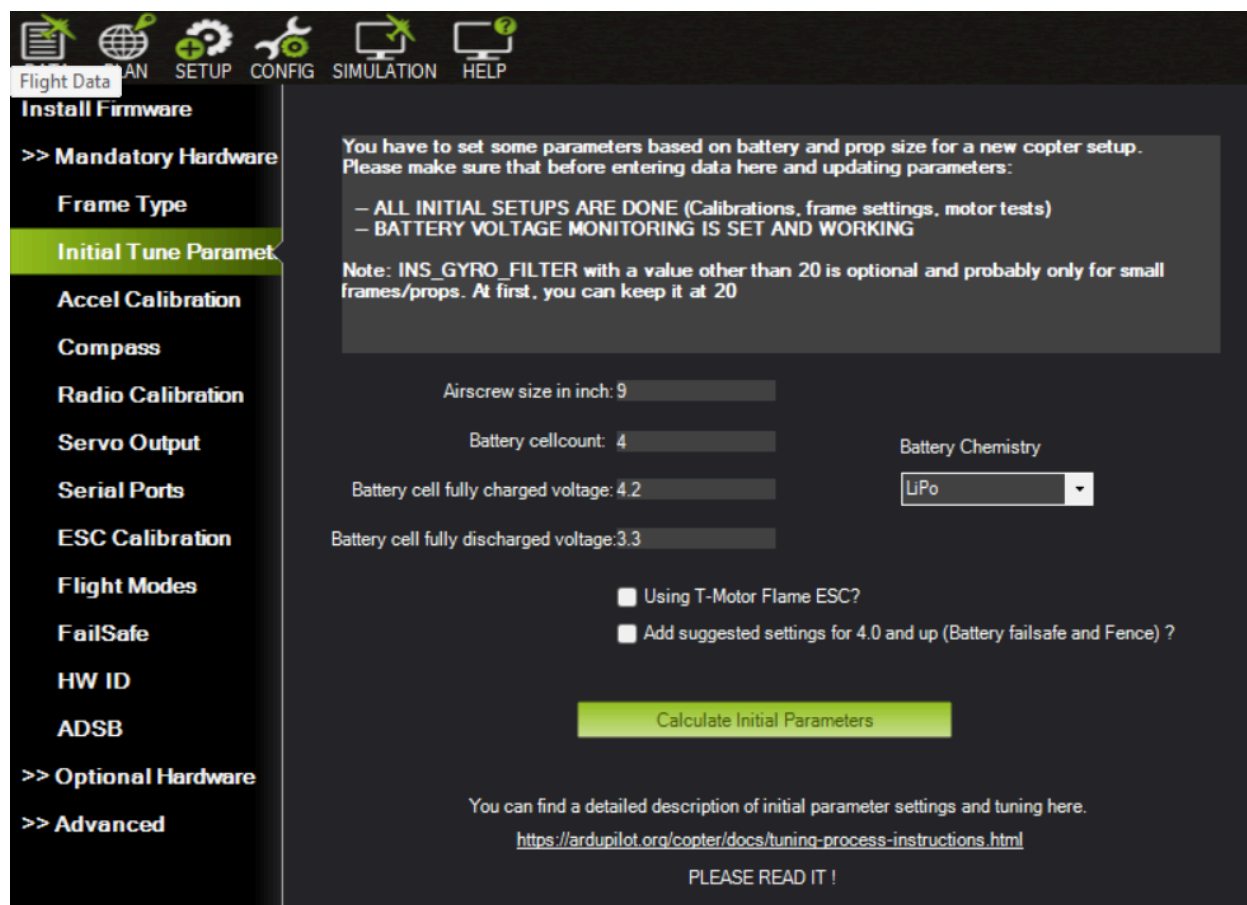 PLAN
SETUP
CONFIG
SIMULATION
HELP
Flight Data
Install Firmware
>> Mandatory Hardware
Frame Type
Initial Tune Paramet
Accel Calibration
Compass
Radio Calibration
Servo Output
Serial Ports
ESC Calibration
Flight Modes
FailSafe
HW ID
ADSB
>> Optional Hardware
>> Advanced
You have to set some parameters based on battery and prop size for a new copter setup.
Please make sure that before entering data here and updating parameters:
– ALL INITIAL SETUPS ARE DONE (Calibrations, frame settings, motor tests)
– BATTERY VOLTAGE MONITORING IS SET AND WORKING
Note: INS_GYRO_FILTER with a value other than 20 is optional and probably only for small
frames/props. At first, you can keep it at 20
Airscrew size in inch: 9
Battery cellcount: 4
Battery Chemistry
LiPo
Battery cell fully charged voltage: 4.2
Battery cell fully discharged voltage: 3.3
Using T-Motor Flame ESC?
Add suggested settings for 4.0 and up (Battery failsafe and Fence) ?
Calculate Initial Parameters
You can find a detailed description of initial parameter settings and tuning here.
https://ardupilot.org/copter/docs/tuning-process-instructions.html
PLEASE READ IT !